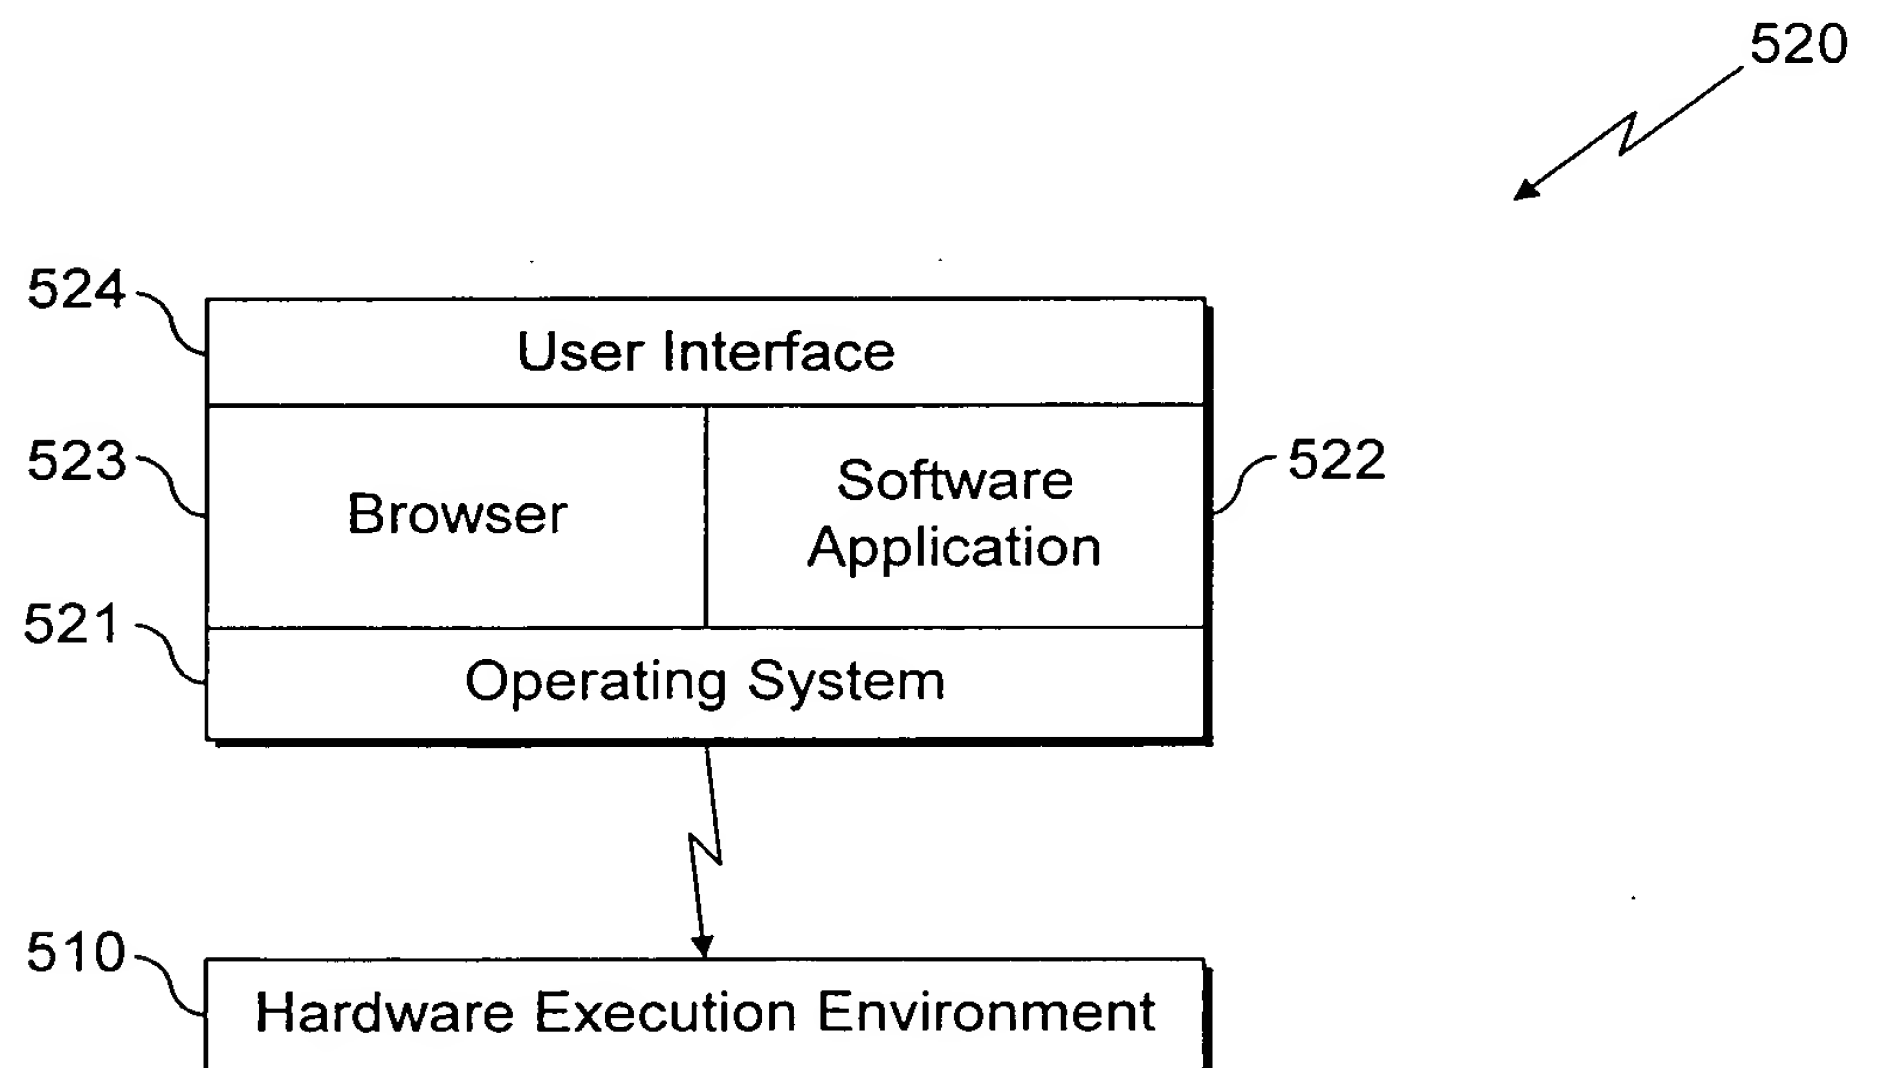 520
524
User Interface
523
Browser
Software
Application
522
521
Operating System
510
Hardware Execution Environment